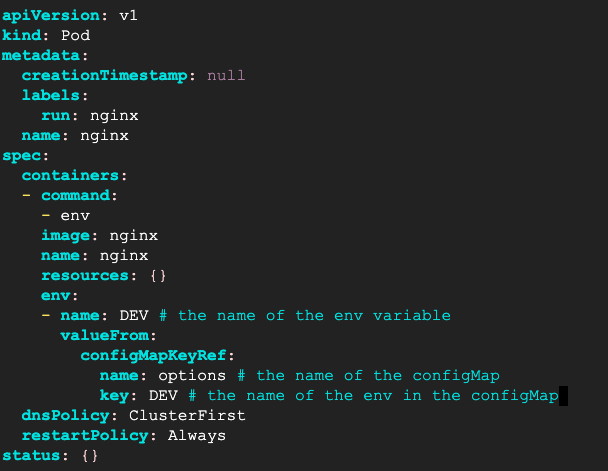 apiVersion: v1
kind: Pod
metadata:
  creationTimestamp: null
  labels:
    run: nginx
  name: nginx
spec:
  containers:
  - command:
    - env
    image: nginx
    name: nginx
    resources: {}
    env:
    - name: DEV # the name of the env variable
      valueFrom:
        configMapKeyRef:
          name: options # the name of the configMap
          key: DEV # the name of the env in the configMap
  dnsPolicy: ClusterFirst
  restartPolicy: Always
status: {}